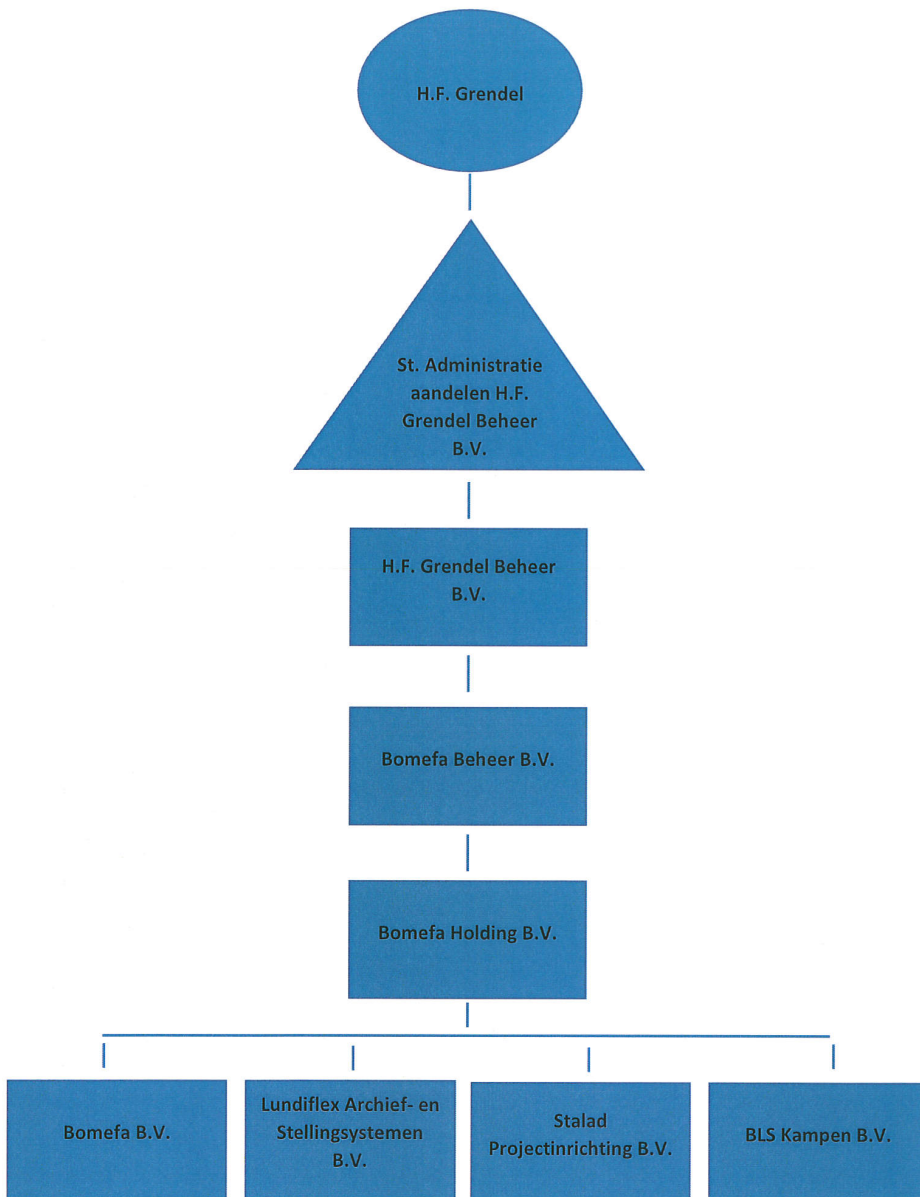 H.F. Grendel
St. Administratie
aandelen H.F.
Grendel Beheer
B.V.
H.F. Grendel Beheer
B.V.
Bomefa Beheer B.V.
Bomefa Holding B.V.
Bomefa B.V.
Lundiflex Archief- en
Stellingsystemen
B.V.
Stalad
Projectinrichting B.V.
BLS Kampen B.V.